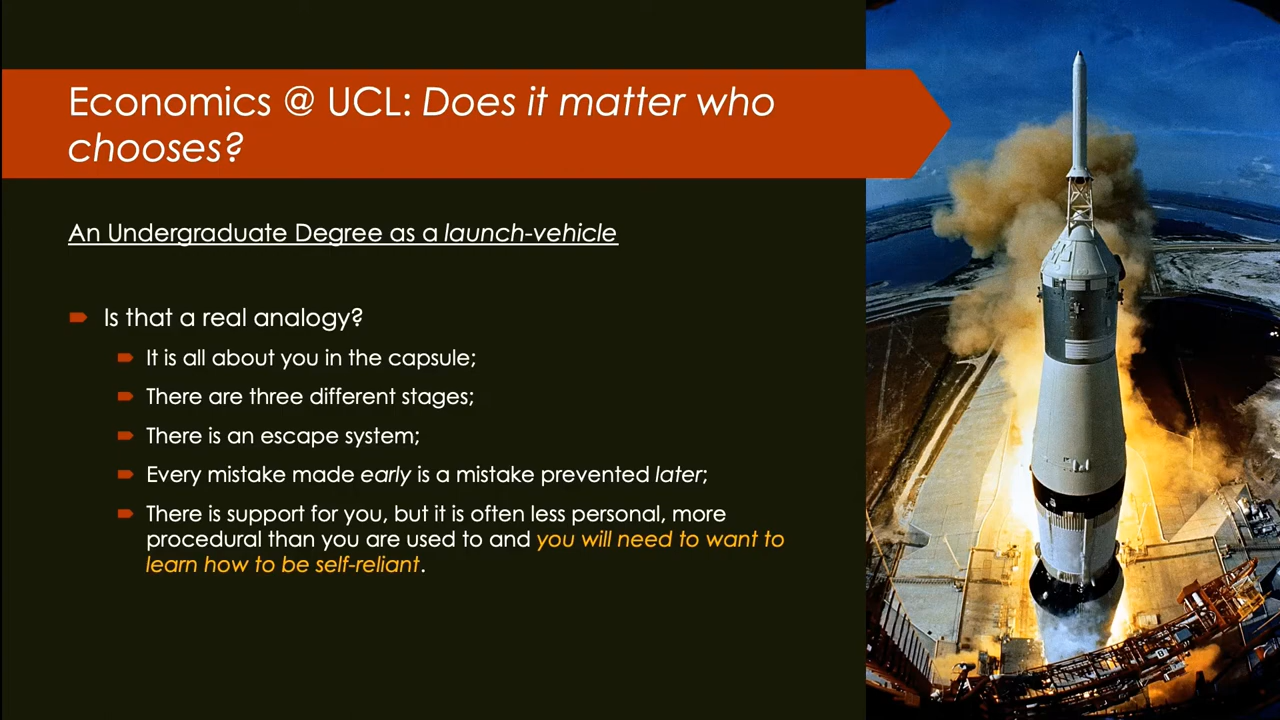 Economics @ UCL: Does it matter who
chooses?
An Undergraduate Degree as a launch-vehicle
Is that a real analogy?
It is all about you in the capsule;
There are three different stages;
There is an escape system;
Every mistake made early is a mistake prevented later;
There is support for you, but it is often less personal, more
procedural than you are used to and you will need to want to
learn how to be self-reliant.